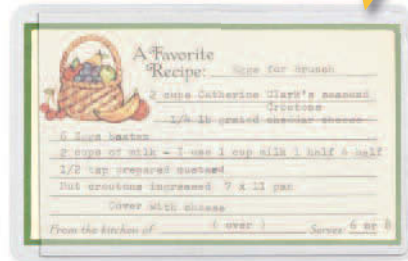 A Favorite
Recipe: Eggs for Brunch
2 cups Catherine Clark's seasoned
Croutons
1/4 lb grated cheddar cheese
6 Eggs beaten
2 cups of milk - I use 1 cup milk 1 half & half
1/2 tsp prepared mustard
Put croutons increased 7 x 11 pan
Cover with cheese
From the kitchen of ( over ) Serves 6 or 8